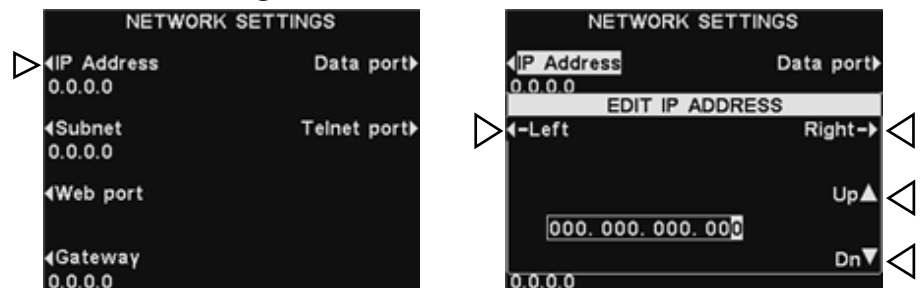 NETWORK SETTINGS
◀IP Address Data port▶
0.0.0.0
◀Subnet Telnet port▶
0.0.0.0
◀Web port
◀Gateway
0.0.0.0
NETWORK SETTINGS
◀IP Address Data port▶
0.0.0.0
EDIT IP ADDRESS
◀-Left Right-▶
Up▲
000. 000. 000. 000
Dn▼
0.0.0.0